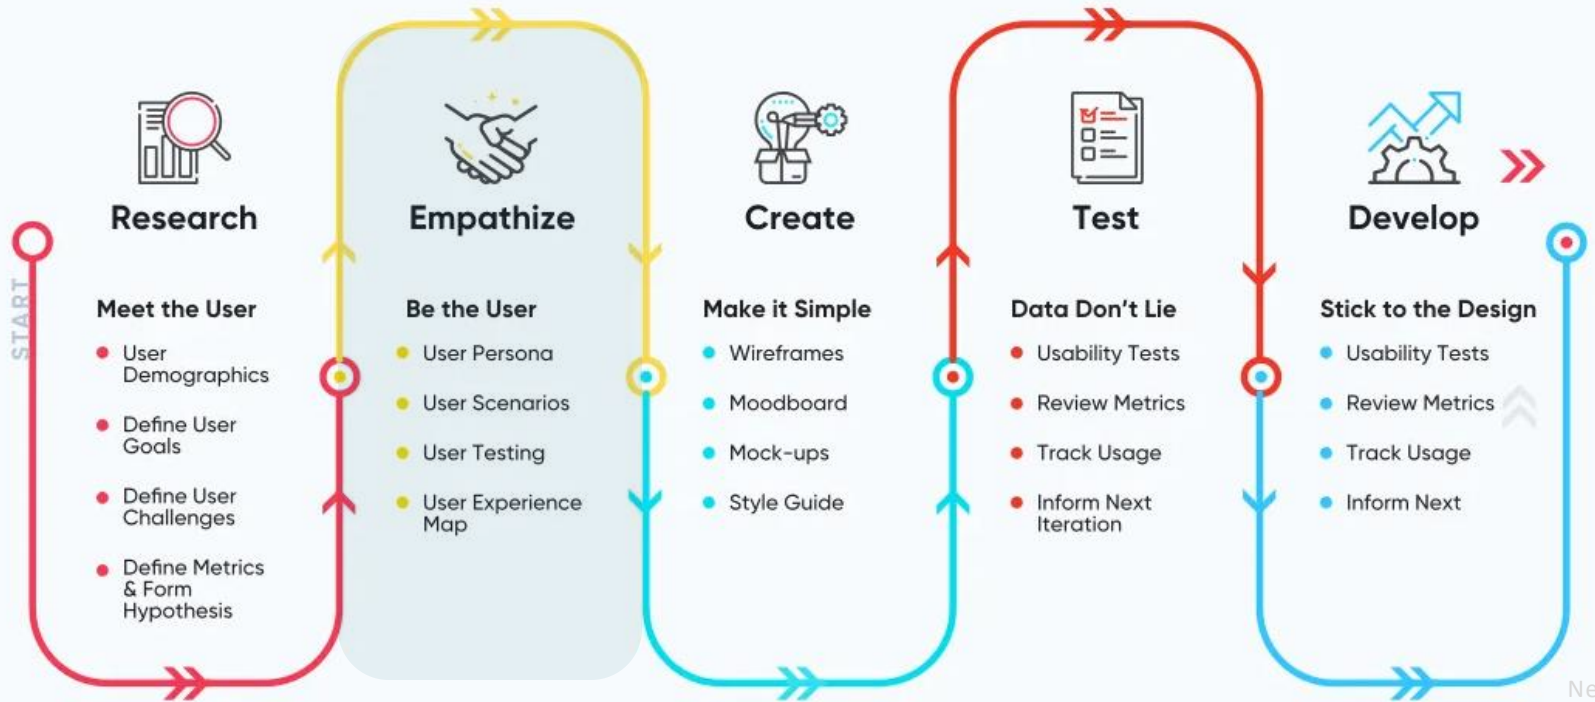 START
Research
Meet the User
User
Demographics
Define User
Goals
Define User
Challenges
Define Metrics
& Form
Hypothesis
Empathize
Be the User
User Persona
User Scenarios
User Testing
User Experience
Map
Create
Make it Simple
Wireframes
Moodboard
Mock-ups
Style Guide
Test
Data Don’t Lie
Usability Tests
Review Metrics
Track Usage
Inform Next
Iteration
Develop
Stick to the Design
Usability Tests
Review Metrics
Track Usage
Inform Next